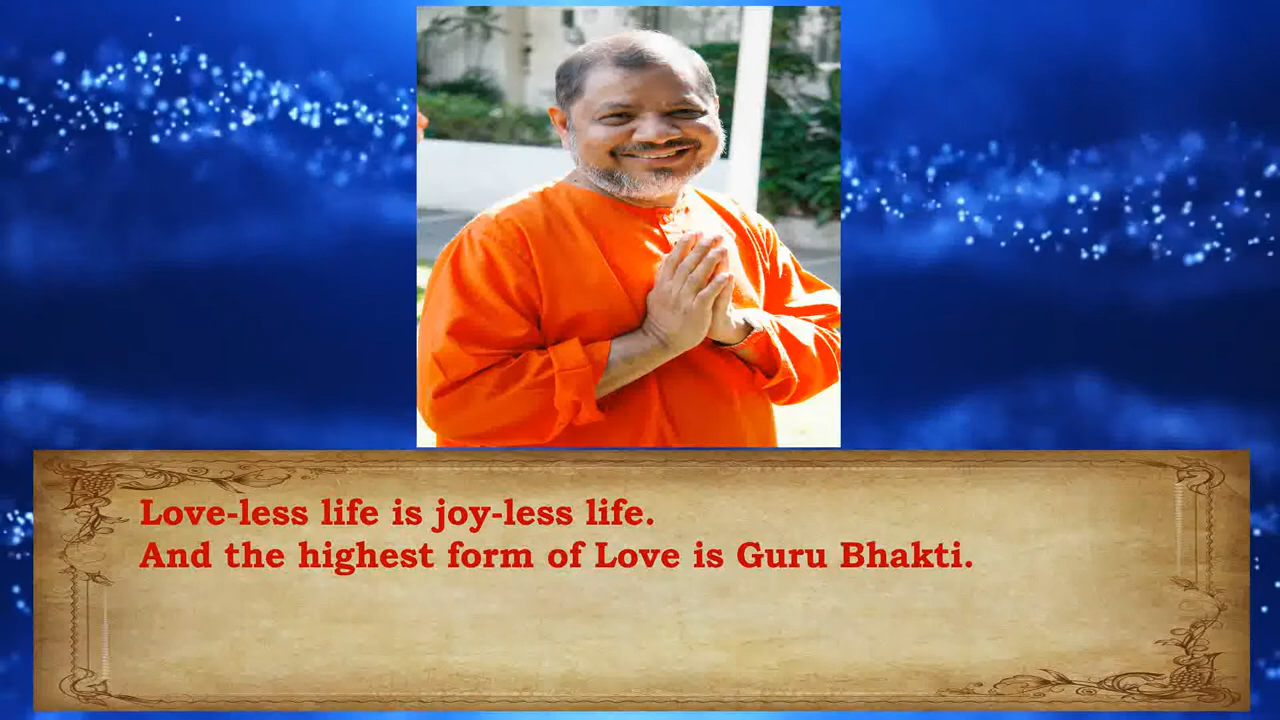 Love-less life is joy-less life.
And the highest form of Love is Guru Bhakti.